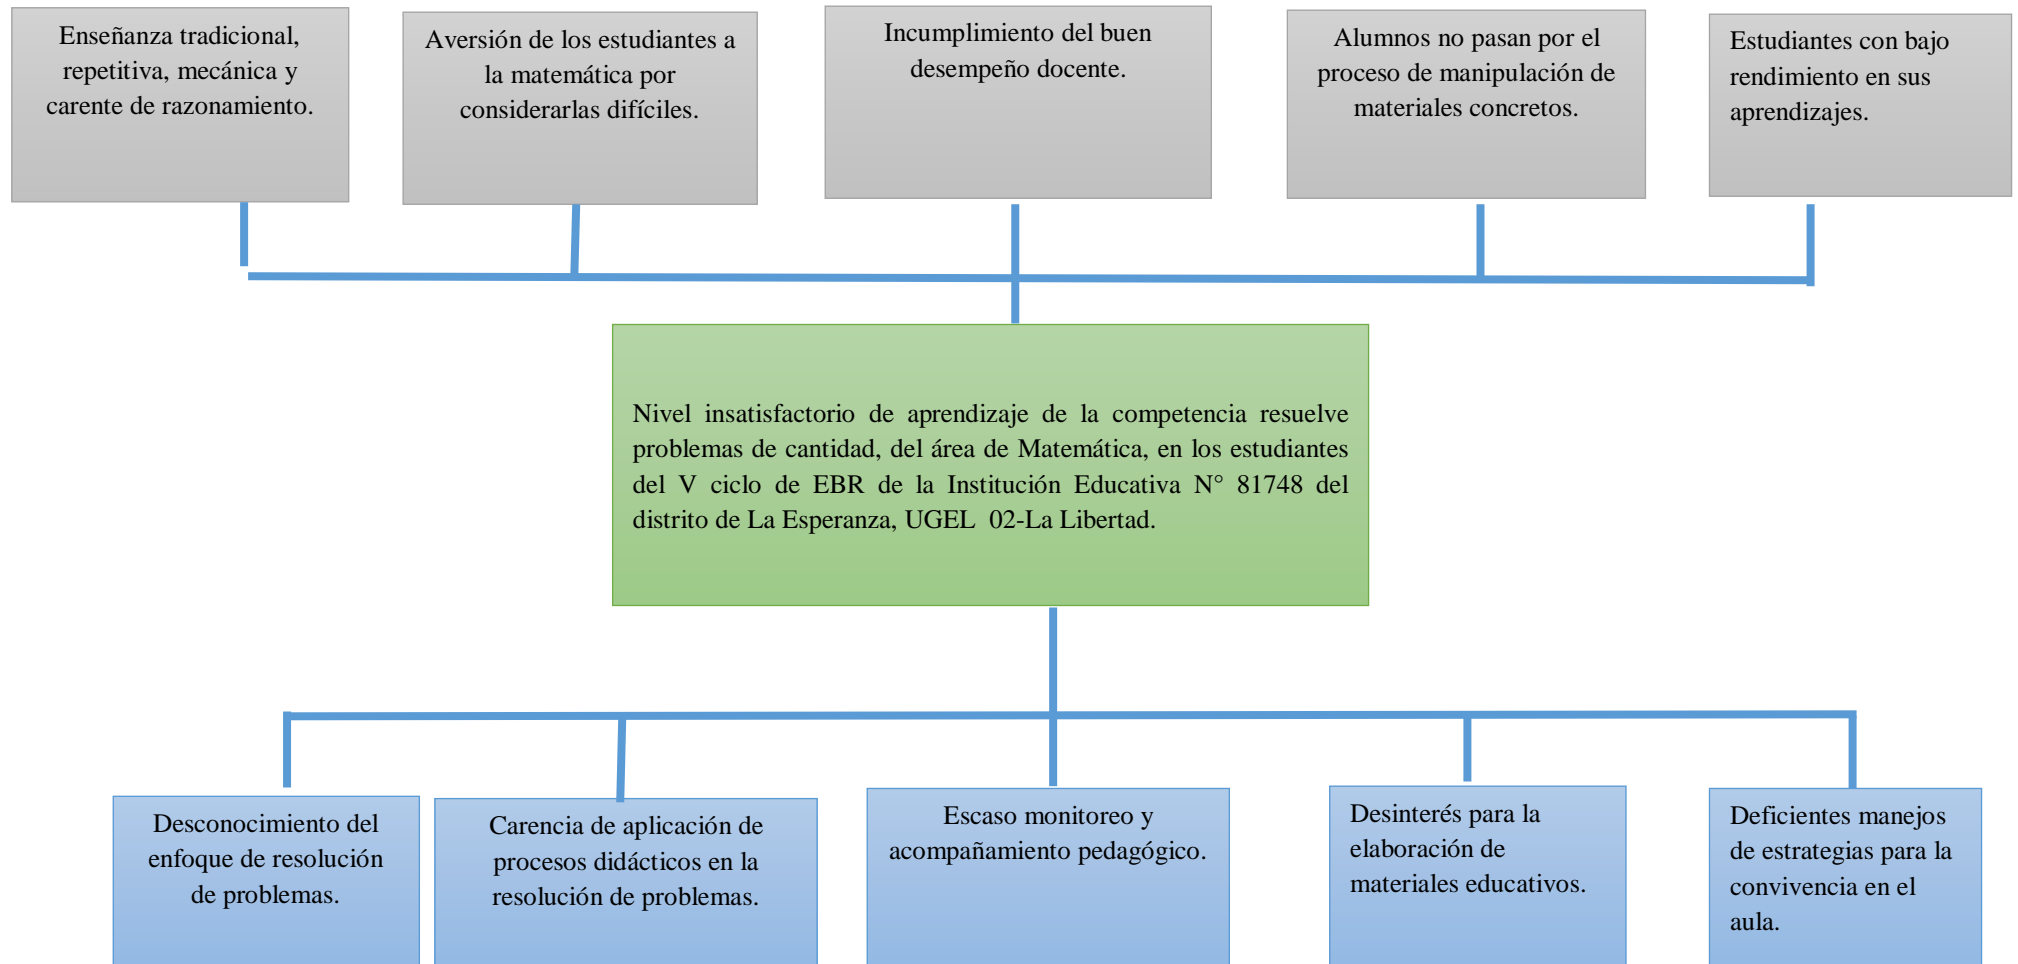 Enseñanza tradicional,
repetitiva, mecánica y
carente de razonamiento.
Aversión de los estudiantes a
la matemática por
considerarlas difíciles.
Incumplimiento del buen
desempeño docente.
Alumnos no pasan por el
proceso de manipulación de
materiales concretos.
Estudiantes con bajo
rendimiento en sus
aprendizajes.
Nivel insatisfactorio de aprendizaje de la competencia resuelve
problemas de cantidad, del área de Matemática, en los estudiantes
del V ciclo de EBR de la Institución Educativa N° 81748 del
distrito de La Esperanza, UGEL 02-La Libertad.
Desconocimiento del
enfoque de resolución
de problemas.
Carencia de aplicación de
procesos didácticos en la
resolución de problemas.
Escaso monitoreo y
acompañamiento pedagógico.
Desinterés para la
elaboración de
materiales educativos.
Deficientes manejos
de estrategias para la
convivencia en el
aula.